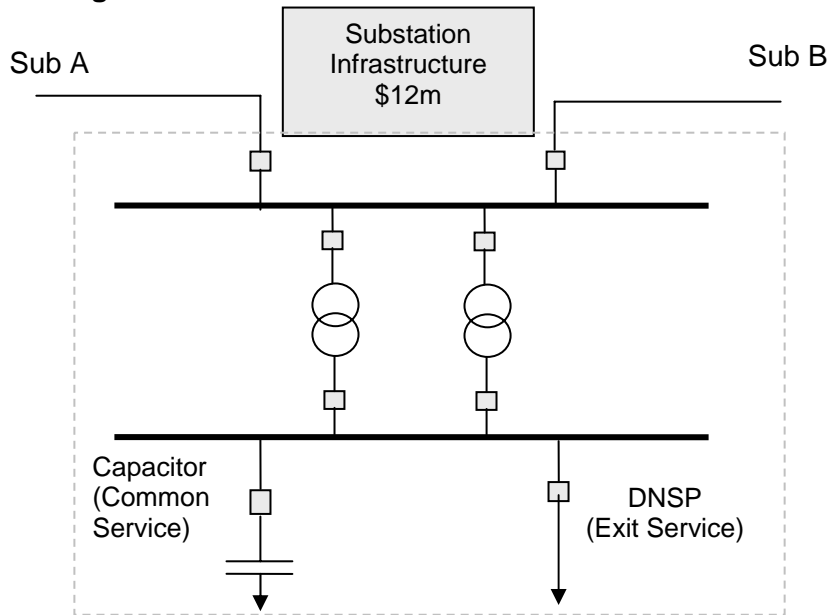 Substation
Infrastructure
$12m
Sub A
Sub B
Capacitor
(Common
Service)
DNSP
(Exit Service)